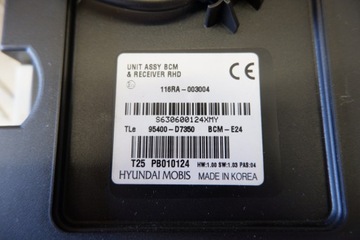 UNIT ASSY BCM
& RECEIVER RHD
CE
116RA-003004
S630600124XMY
TLe 95400-D7350 BCM-E24
T25 PB010124 HW:1.00 SW:1.03 PAS:04
HYUNDAI MOBIS MADE IN KOREA